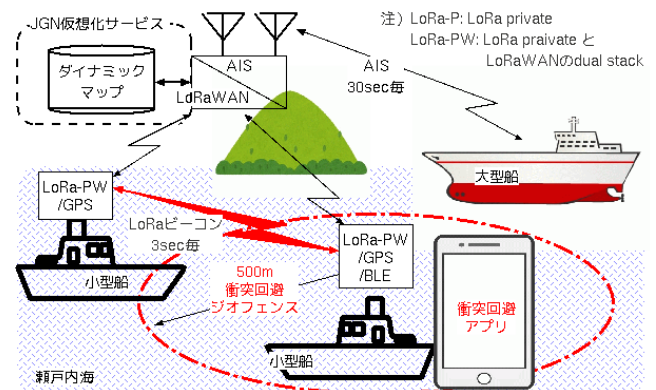 JGN仮想化サービス
ダイナミック
マップ
AIS
LoRaWAN
注）LoRa-P: LoRa private
LoRa-PW: LoRa praivate と
LoRaWANのdual stack
AIS
30sec毎
大型船
LoRa-PW
/GPS
LoRaビーコン
3sec毎
小型船
LoRa-PW
/GPS
/BLE
500m
衝突回避
ジオフェンス
衝突回避
アプリ
小型船
瀬戸内海